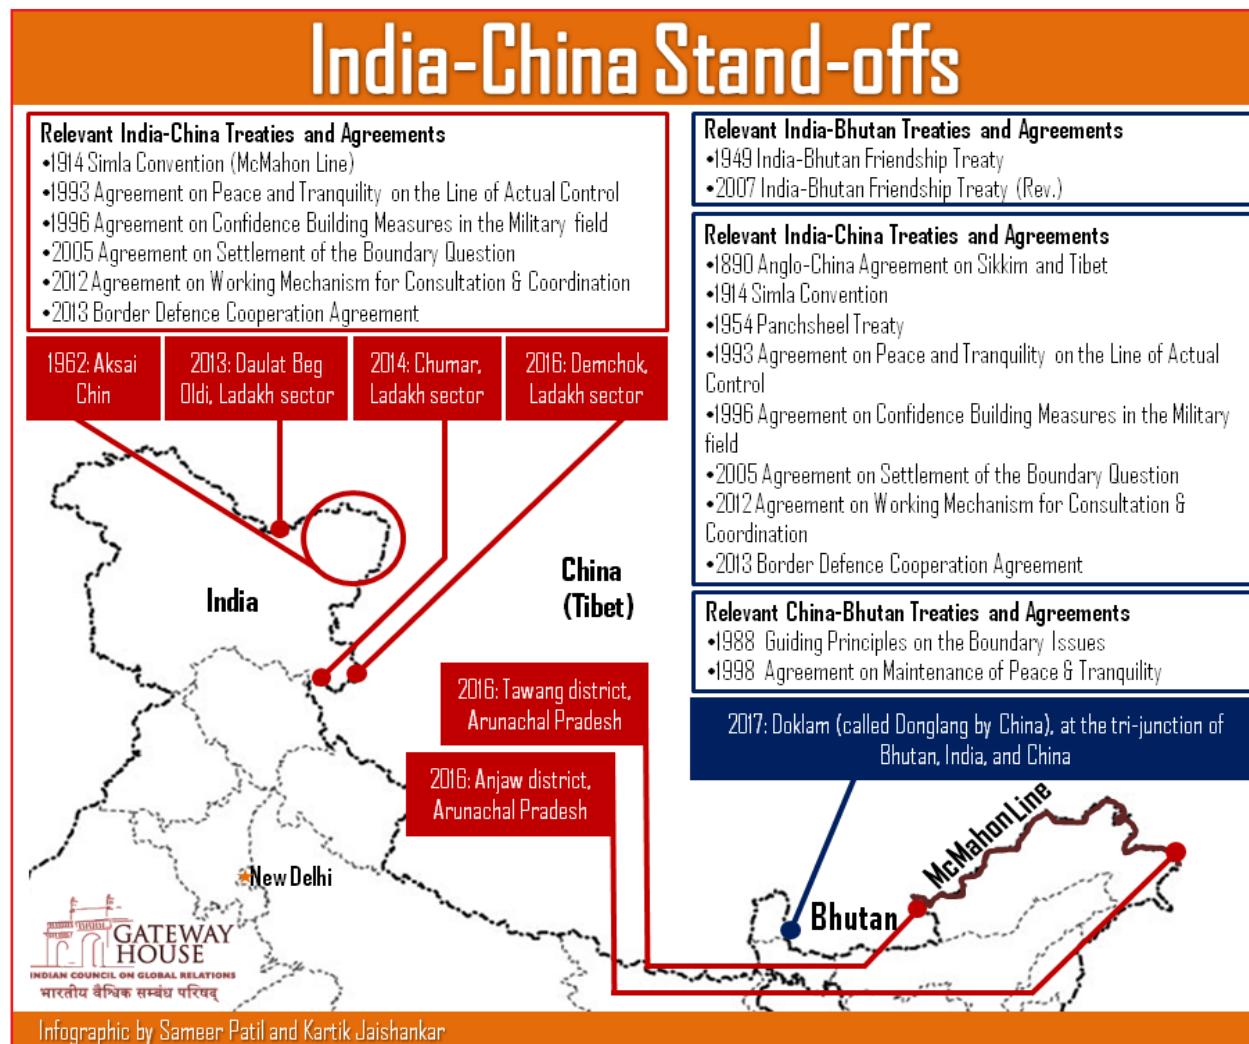 India-China Stand-offs
Relevant India-China Treaties and Agreements
•1914 Simla Convention (McMahon Line)
•1993 Agreement on Peace and Tranquility on the Line of Actual Control
•1996 Agreement on Confidence Building Measures in the Military field
•2005 Agreement on Settlement of the Boundary Question
•2012 Agreement on Working Mechanism for Consultation & Coordination
•2013 Border Defence Cooperation Agreement
1962: Aksai
Chin
2013: Daulat Beg
Oldi, Ladakh sector
2014: Chumar,
Ladakh sector
2016: Demchok,
Ladakh sector
Relevant India-Bhutan Treaties and Agreements
•1949 India-Bhutan Friendship Treaty
•2007 India-Bhutan Friendship Treaty (Rev.)
Relevant India-China Treaties and Agreements
•1890 Anglo-China Agreement on Sikkim and Tibet
•1914 Simla Convention
•1954 Panchsheel Treaty
•1993 Agreement on Peace and Tranquility on the Line of Actual
Control
•1996 Agreement on Confidence Building Measures in the Military
field
•2005 Agreement on Settlement of the Boundary Question
•2012 Agreement on Working Mechanism for Consultation &
Coordination
•2013 Border Defence Cooperation Agreement
Relevant China-Bhutan Treaties and Agreements
•1988 Guiding Principles on the Boundary Issues
•1998 Agreement on Maintenance of Peace & Tranquility
2017: Doklam (called Donglang by China), at the tri-junction of
Bhutan, India, and China
India
China
(Tibet)
2016: Tawang district,
Arunachal Pradesh
2016: Anjaw district,
Arunachal Pradesh
McMahon Line
Bhutan
New Delhi
GATEWAY
HOUSE
INDIAN COUNCIL ON GLOBAL RELATIONS
भारतीय वैश्विक सम्बंध परिषद्
Infographic by Sameer Patil and Kartik Jaishankar